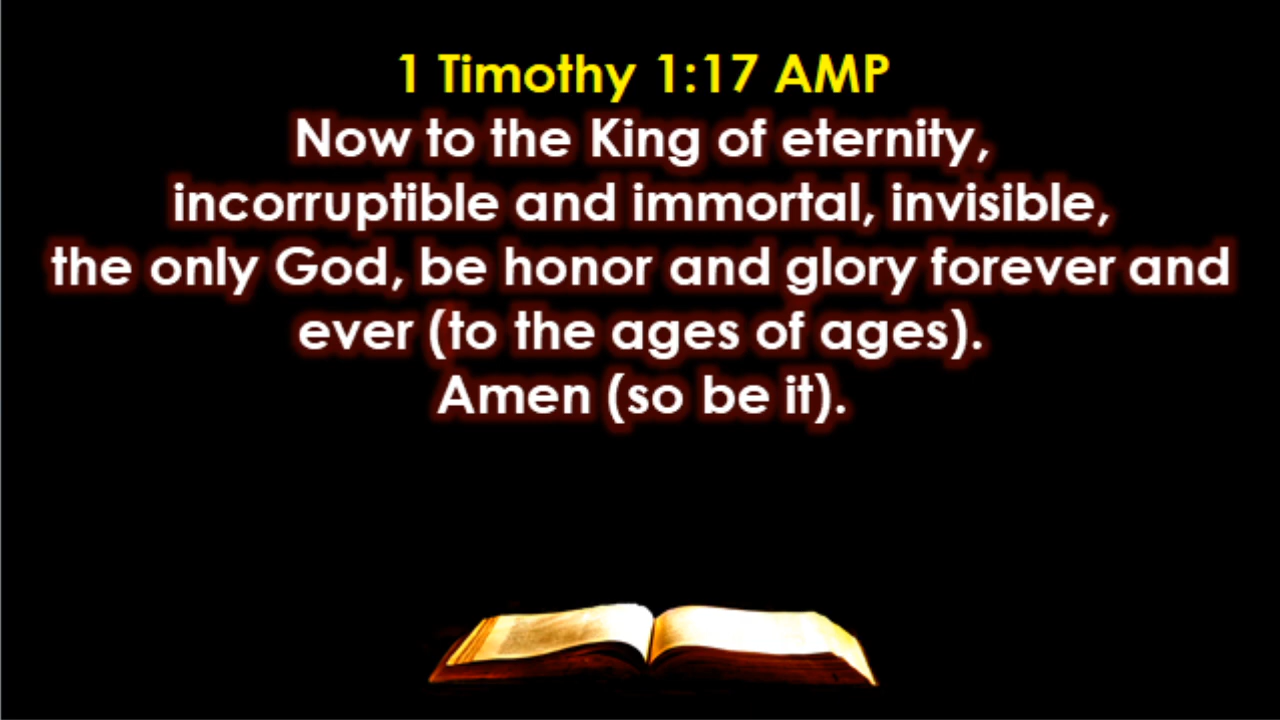 1 Timothy 1:17 AMP
Now to the King of eternity,
incorruptible and immortal, invisible,
the only God, be honor and glory forever and
ever (to the ages of ages).
Amen (so be it).